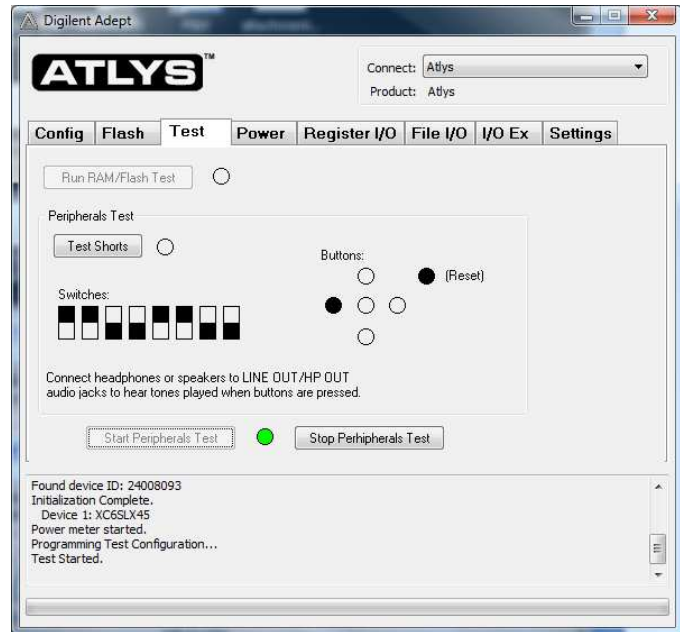 Digilent Adept
ATLYS™
Connect: Atlys
Product: Atlys
Config Flash Test Power Register I/O File I/O I/O Ex Settings
Run RAM/Flash Test
Peripherals Test
Test Shorts
Buttons:
(Reset)
Switches:
Connect headphones or speakers to LINE OUT/HP OUT
audio jacks to hear tones played when buttons are pressed.
Start Peripherals Test Stop Perhipherals Test
Found device ID: 24008093
Initialization Complete.
Device 1: XC6SLX45
Power meter started.
Programming Test Configuration...
Test Started.